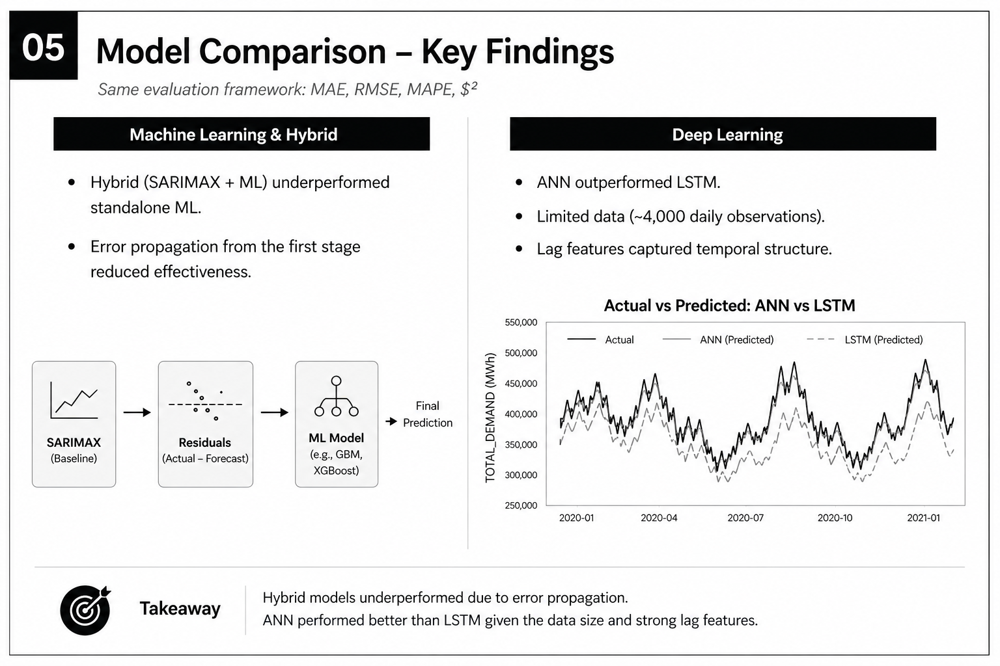 05
Model Comparison – Key Findings
Same evaluation framework: MAE, RMSE, MAPE, $²
Machine Learning & Hybrid
• Hybrid (SARIMAX + ML) underperformed
standalone ML.
• Error propagation from the first stage
reduced effectiveness.
SARIMAX
(Baseline)
Residuals
(Actual – Forecast)
ML Model
(e.g., GBM,
XGBoost)
Final
Prediction
Deep Learning
• ANN outperformed LSTM.
• Limited data (~4,000 daily observations).
• Lag features captured temporal structure.
Actual vs Predicted: ANN vs LSTM
Actual
ANN (Predicted)
LSTM (Predicted)
TOTAL_DEMAND (MWh)
550,000
500,000
450,000
400,000
350,000
300,000
250,000
2020-01
2020-04
2020-07
2020-10
2021-01
Takeaway
Hybrid models underperformed due to error propagation.
ANN performed better than LSTM given the data size and strong lag features.